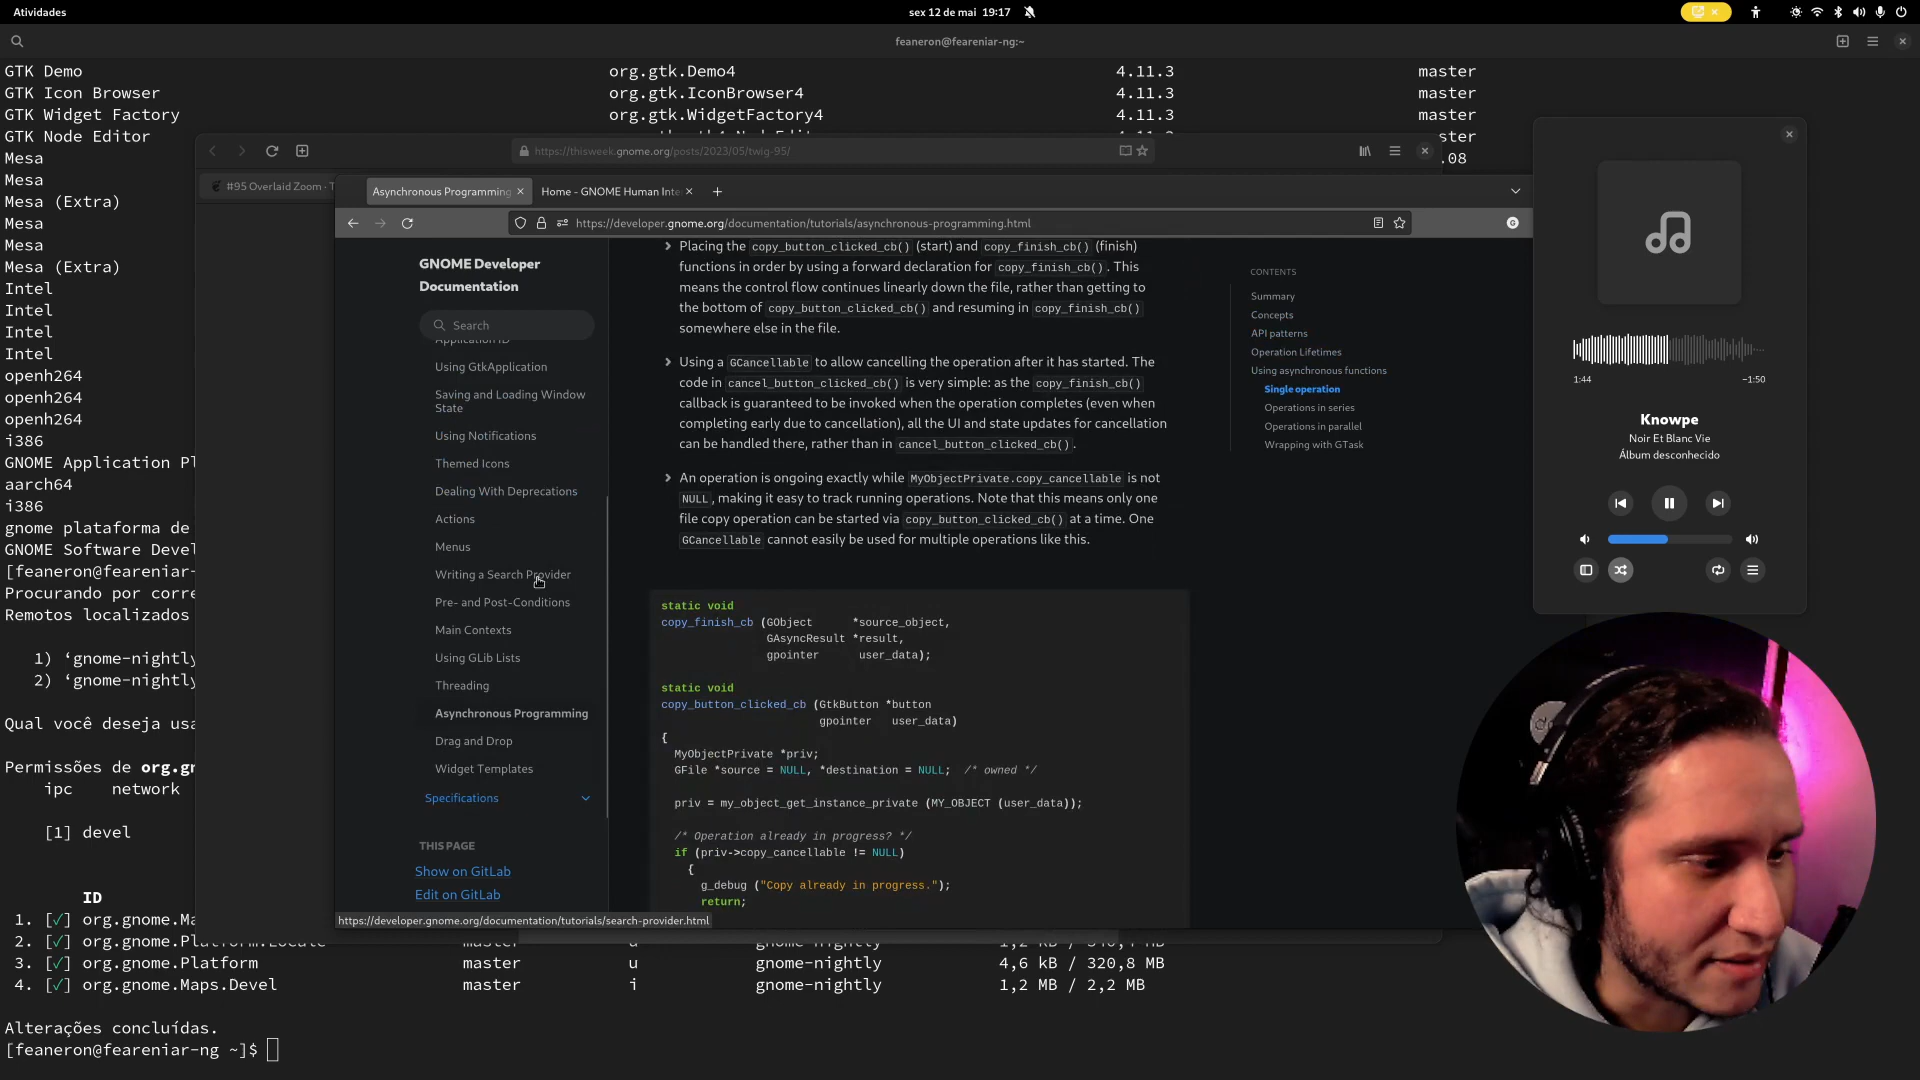 Atividades
sex 12 de mai 19:17
feaneron@feareniar-ng:~
GTK Demo org.gtk.Demo4 4.11.3 master
GTK Icon Browser org.gtk.IconBrowser4 4.11.3 master
GTK Widget Factory org.gtk.WidgetFactory4 4.11.3 master
GTK Node Editor
Mesa .08
Mesa
Mesa (Extra)
Mesa
Mesa
Mesa (Extra)
Intel
Intel
Intel
Intel
openh264
openh264
openh264
i386
GNOME Application Pl
aarch64
i386
gnome plataforma de
GNOME Software Devel
[feaneron@feareniar-
Procurando por corre
Remotos localizados
1) ‘gnome-nightly
2) ‘gnome-nightly
Qual você deseja usa
Permissões de org.gn
ipc network
[1] devel
ID
1. [✓] org.gnome.Ma
2. [✓] org.gnome.Platform.Locale
3. [✓] org.gnome.Platform master u gnome-nightly 4,6 kB / 320,8 MB
4. [✓] org.gnome.Maps.Devel master i gnome-nightly 1,2 MB / 2,2 MB
Alterações concluídas.
[feaneron@feareniar-ng ~]$
https://thisweek.gnome.org/posts/2023/05/twig-95/
#95 Overlaid Zoom · T
Asynchronous Programming
Home - GNOME Human Inte
https://developer.gnome.org/documentation/tutorials/asynchronous-programming.html
GNOME Developer
Documentation
Search
Application ID
Using GtkApplication
Saving and Loading Window
State
Using Notifications
Themed Icons
Dealing With Deprecations
Actions
Menus
Writing a Search Provider
Pre- and Post-Conditions
Main Contexts
Using GLib Lists
Threading
Asynchronous Programming
Drag and Drop
Widget Templates
Specifications
THIS PAGE
Show on GitLab
Edit on GitLab
https://developer.gnome.org/documentation/tutorials/search-provider.html
Placing the copy_button_clicked_cb() (start) and copy_finish_cb() (finish)
functions in order by using a forward declaration for copy_finish_cb(). This
means the control flow continues linearly down the file, rather than getting to
the bottom of copy_button_clicked_cb() and resuming in copy_finish_cb()
somewhere else in the file.
Using a GCancellable to allow cancelling the operation after it has started. The
code in cancel_button_clicked_cb() is very simple: as the copy_finish_cb()
callback is guaranteed to be invoked when the operation completes (even when
completing early due to cancellation), all the UI and state updates for cancellation
can be handled there, rather than in cancel_button_clicked_cb().
An operation is ongoing exactly while MyObjectPrivate.copy_cancellable is not
NULL, making it easy to track running operations. Note that this means only one
file copy operation can be started via copy_button_clicked_cb() at a time. One
GCancellable cannot easily be used for multiple operations like this.
static void
copy_finish_cb (GObject *source_object,
GAsyncResult *result,
gpointer user_data);
static void
copy_button_clicked_cb (GtkButton *button
gpointer user_data)
{
MyObjectPrivate *priv;
GFile *source = NULL, *destination = NULL; /* owned */
priv = my_object_get_instance_private (MY_OBJECT (user_data));
/* Operation already in progress? */
if (priv->copy_cancellable != NULL)
{
g_debug ("Copy already in progress.");
return;
CONTENTS
Summary
Concepts
API patterns
Operation Lifetimes
Using asynchronous functions
Single operation
Operations in series
Operations in parallel
Wrapping with GTask
1:44
−1:50
Knowpe
Noir Et Blanc Vie
Álbum desconhecido